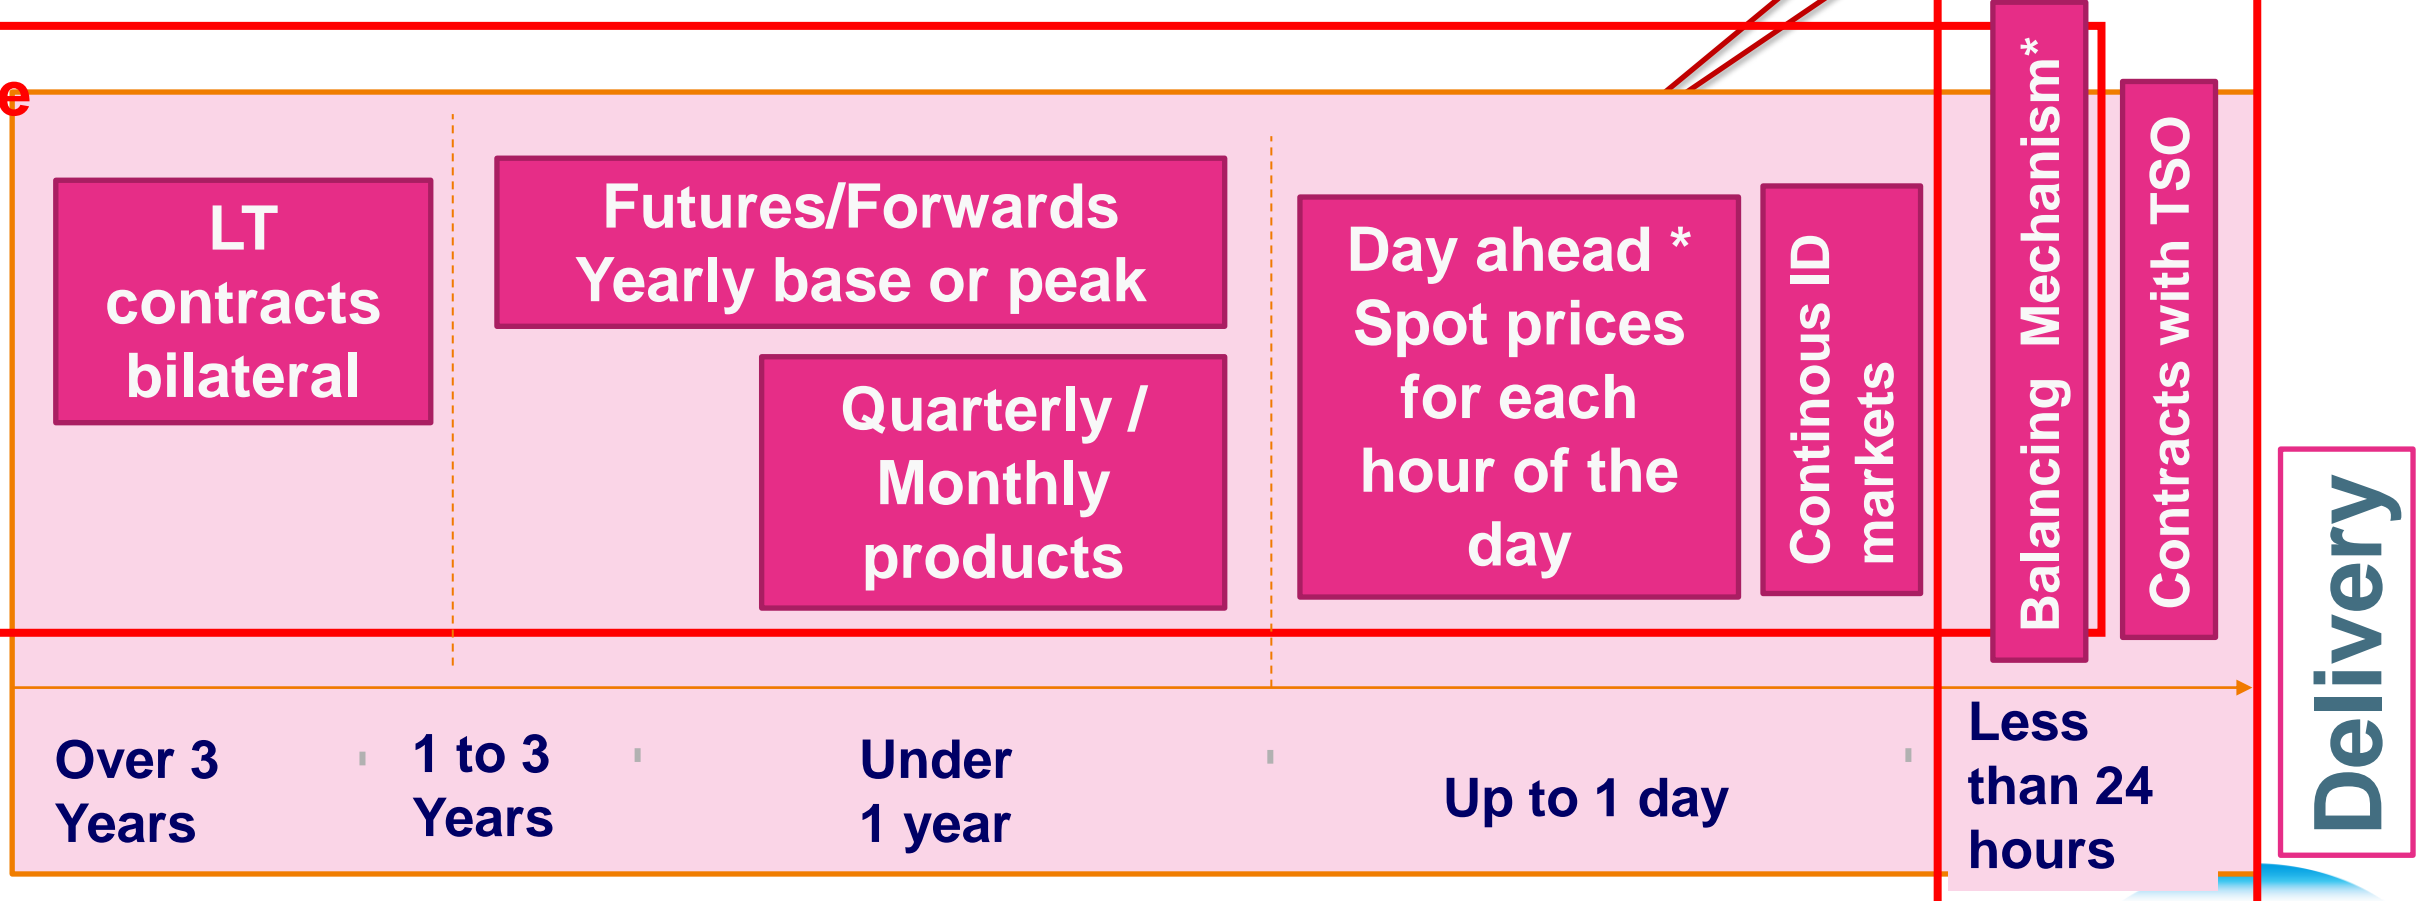 e
LT
contracts
bilateral
Futures/Forwards
Yearly base or peak
Quarterly /
Monthly
products
Day ahead *
Spot prices
for each
hour of the
day
Continous ID
markets
Balancing Mechanism*
Contracts with TSO
Delivery
Over 3
Years
1 to 3
Years
Under
1 year
Up to 1 day
Less
than 24
hours